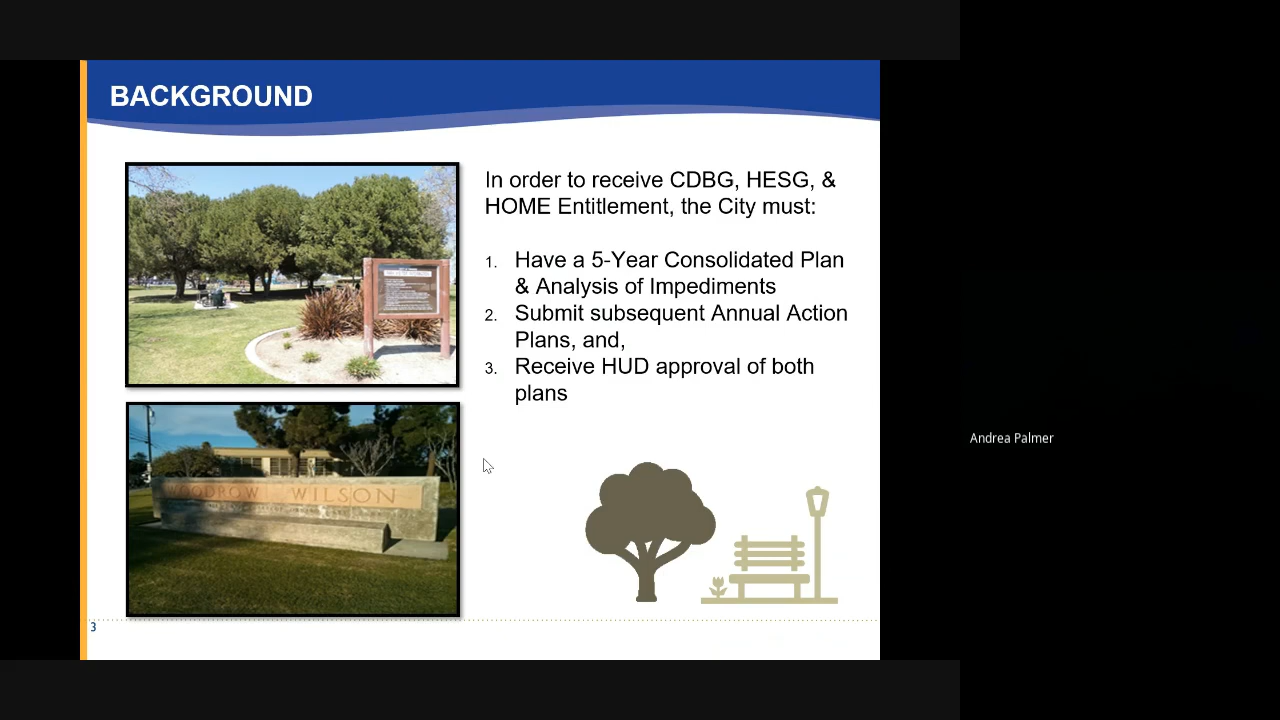 BACKGROUND
In order to receive CDBG, HESG, &
HOME Entitlement, the City must:
1. Have a 5-Year Consolidated Plan
& Analysis of Impediments
2. Submit subsequent Annual Action
Plans, and,
3. Receive HUD approval of both
plans
WOODROW WILSON
3
Andrea Palmer